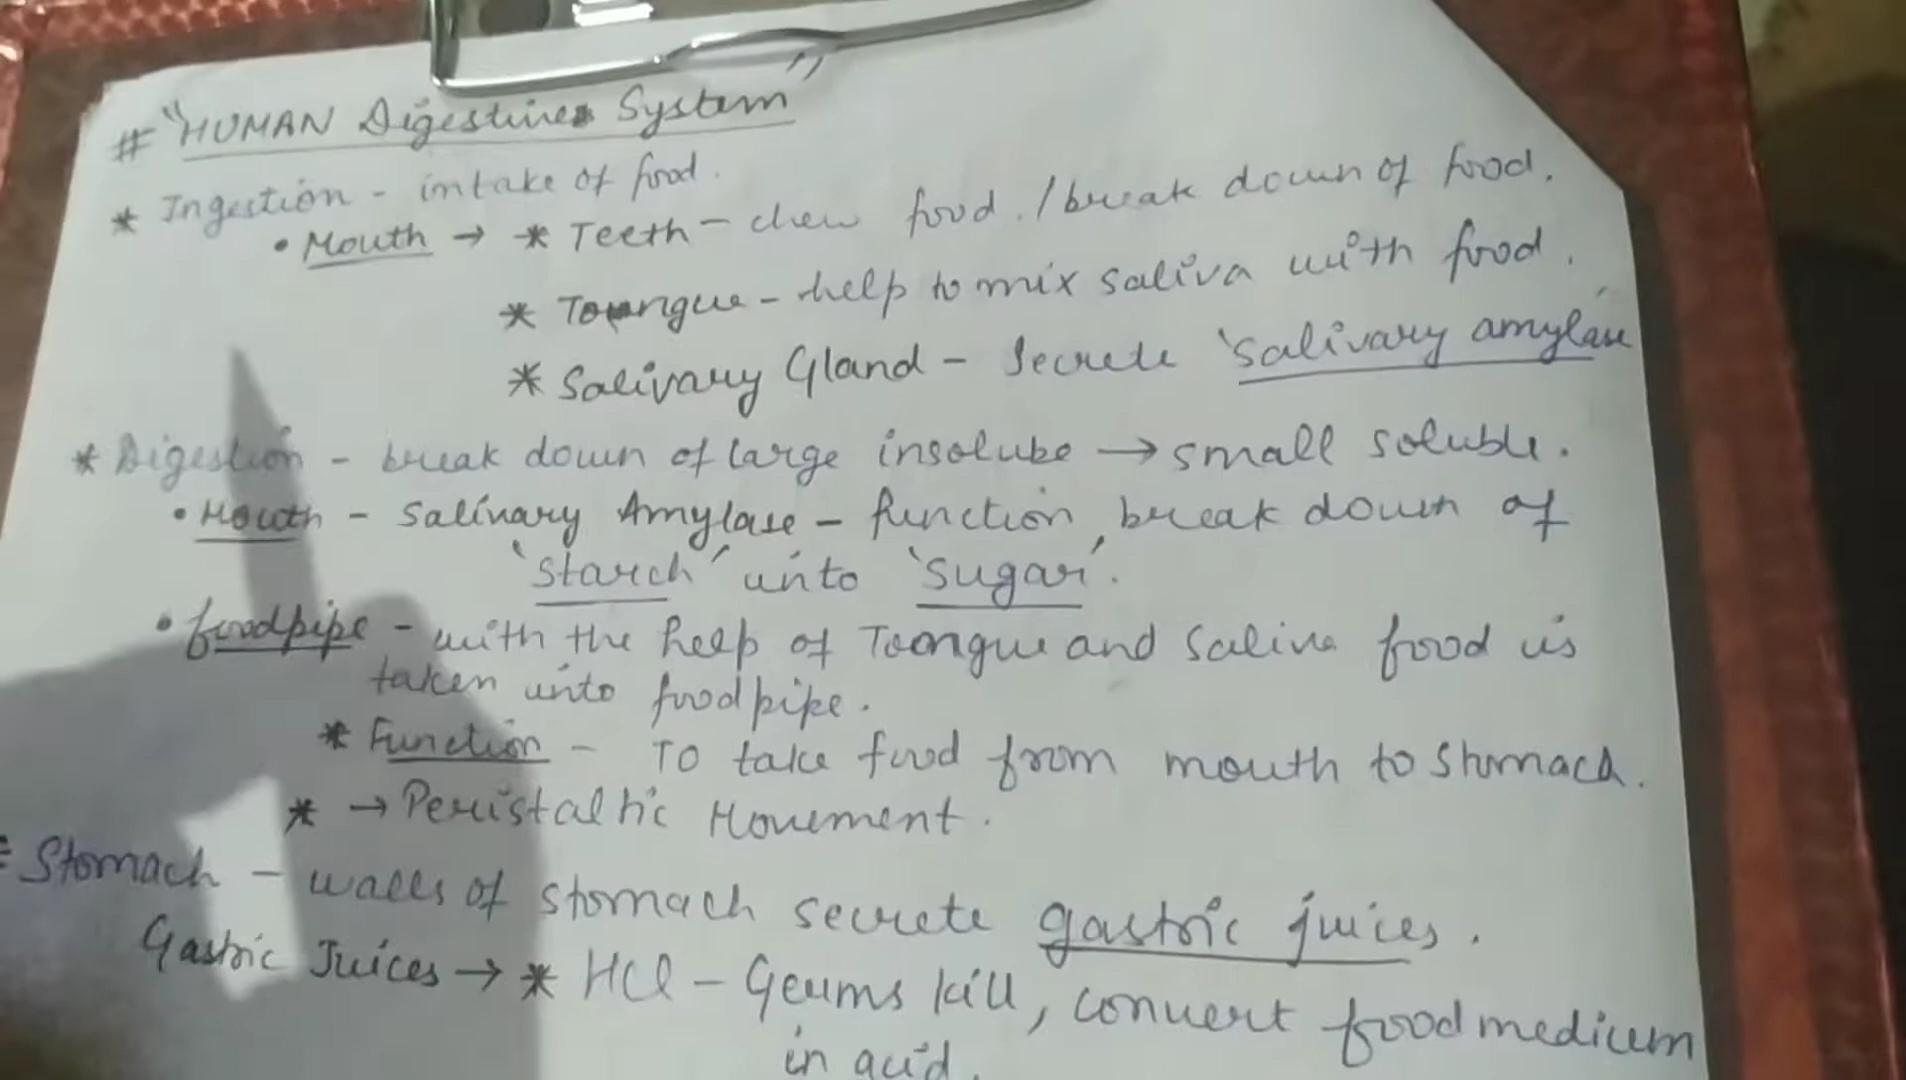 # "HUMAN Digestive System"
* Ingestion - intake of food.
• Mouth → * Teeth - chew food. / break down of food.
* Toungue - help to mix saliva with food.
* Salivary Gland - Secrete 'salivary amylase'
* Digestion - break down of large insolube → small soluble.
• Mouth - Salivary Amylase - function, break down of
'Starch' into 'sugar'.
• foodpipe - with the help of Toongue and Saliva food is
taken into foodpipe.
* Function - To take food from mouth to Stomach.
* → Peristaltic Movement.
Stomach - walls of stomach secrete gastric juices.
Gastric Juices → * HCl - Germs kill, convert food medium
in acid.